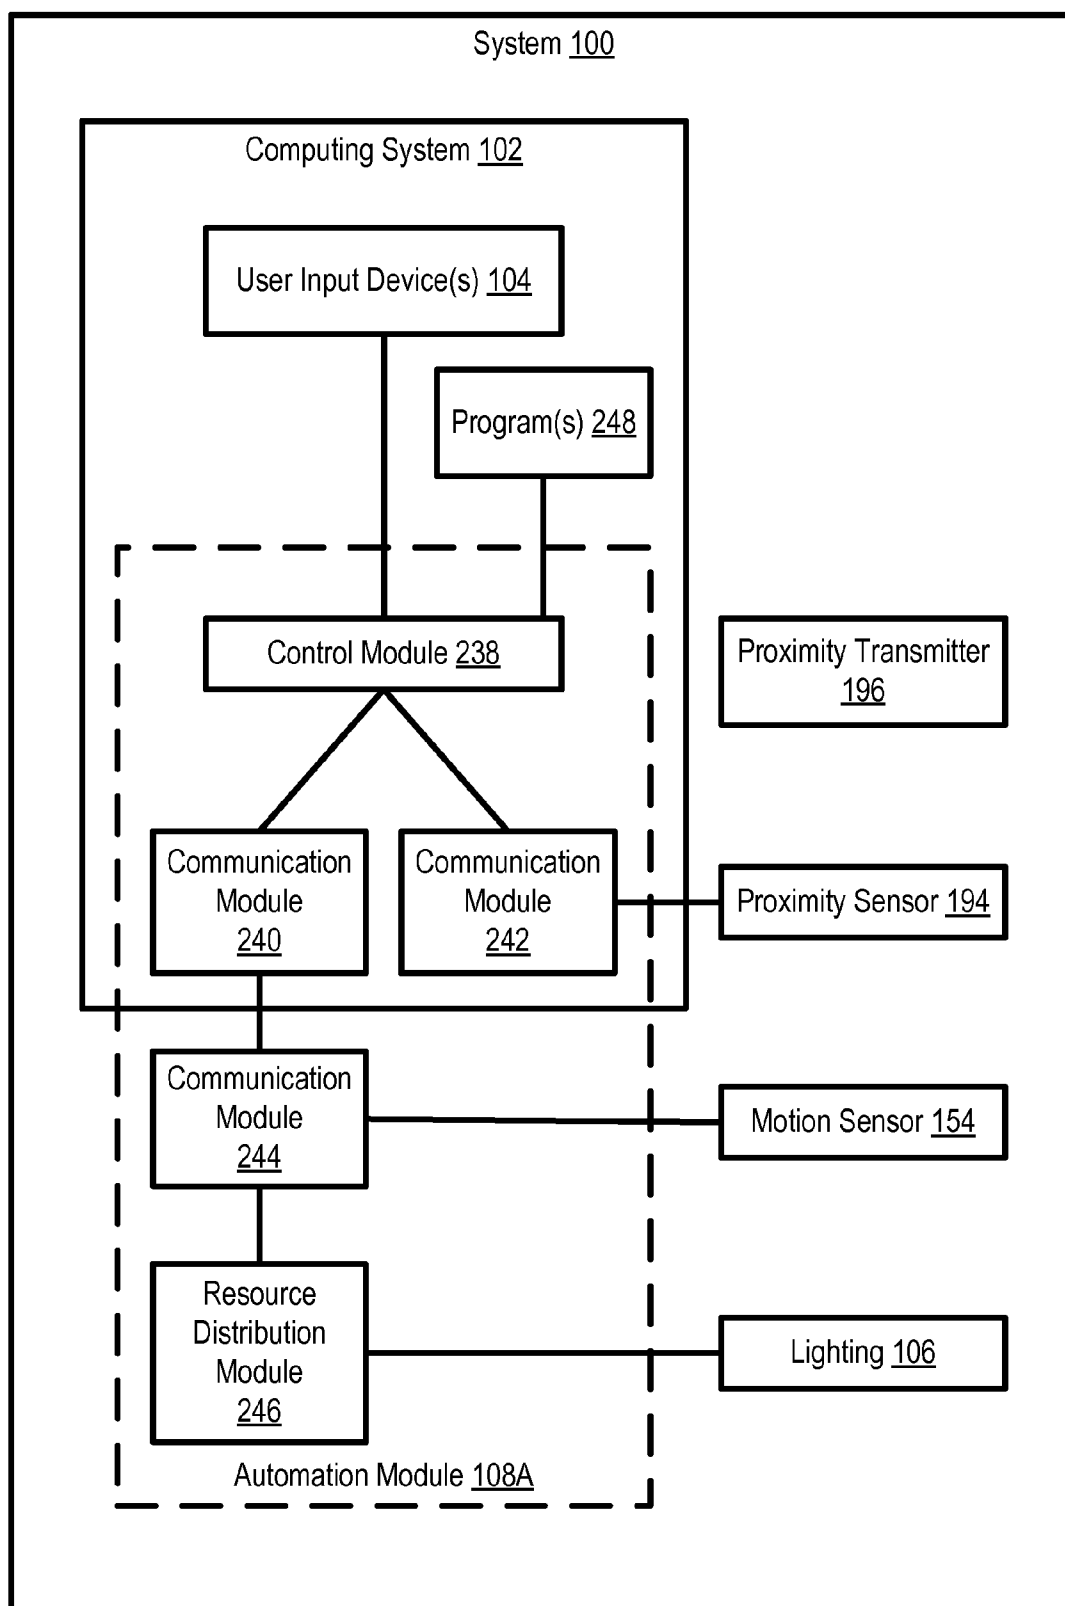 System 100
Computing System 102
User Input Device(s) 104
Program(s) 248
Control Module 238
Proximity Transmitter
196
Communication
Module
240
Communication
Module
242
Proximity Sensor 194
Communication
Module
244
Motion Sensor 154
Resource
Distribution
Module
246
Lighting 106
Automation Module 108A